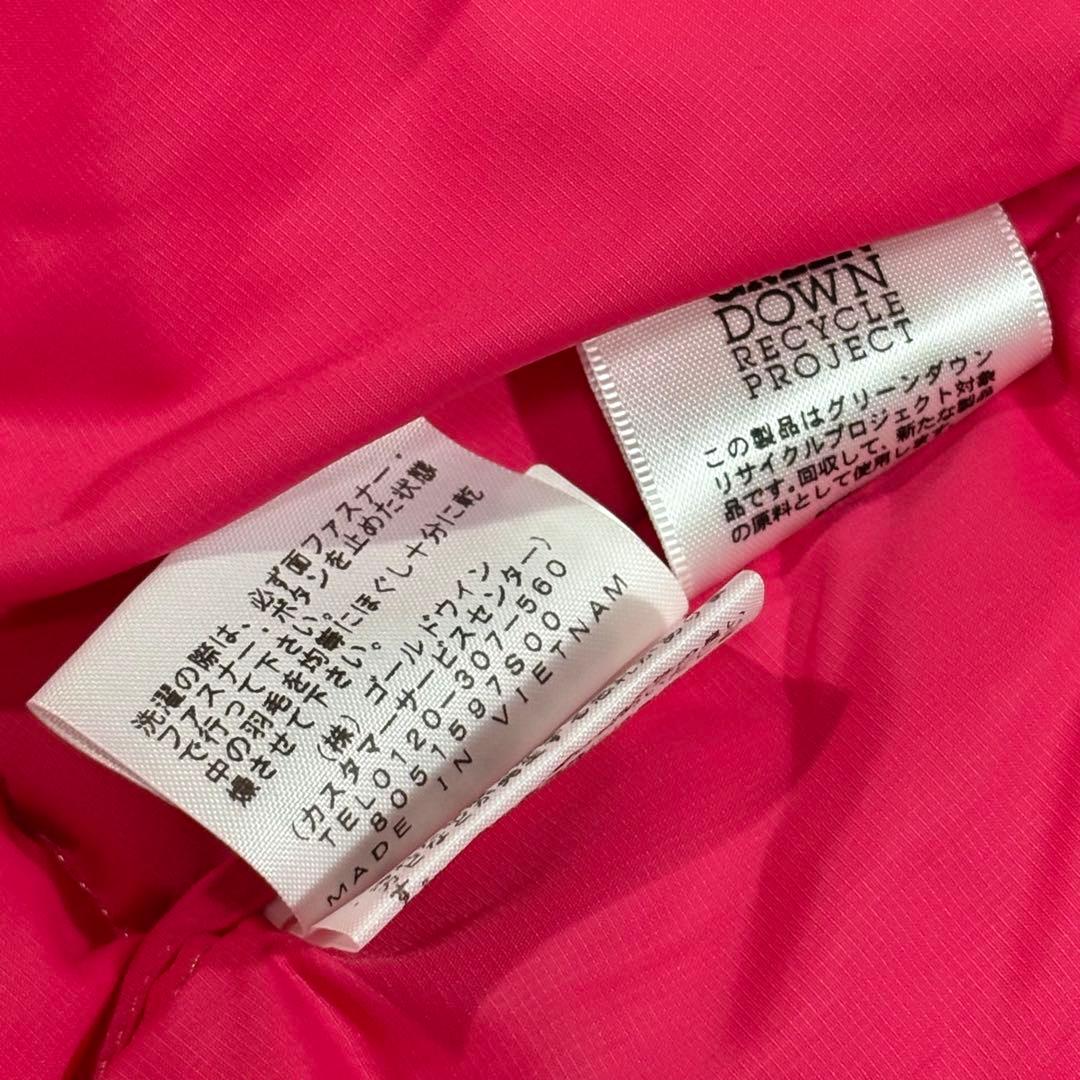 GREEN
DOWN
RECYCLE
PROJECT
この製品はグリーンダウン
リサイクルプロジェクト対象
品です。回収して、新たな製品
の原料として使用します
洗濯の際は、必ず面ファスナー・
ファスナー・ボタンを止めた状態
で行って下さい。
中の羽毛を均等にほぐし十分に乾
燥させて下さい。
(株) ゴールドウイン
(カスタマーサービスセンター)
TEL0120-307-560
8051597S00
MADE IN VIETNAM
す。